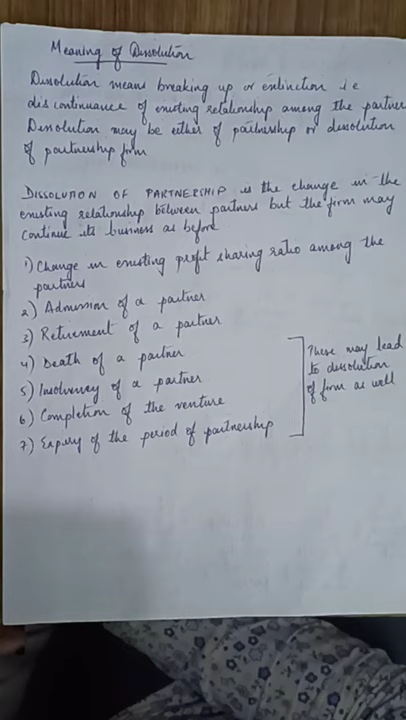 Meaning of Dissolution
Dissolution means breaking up or extinction i.e
discontinuance of existing relationship among the partner
Dissolution may be either of partnership or dissolution
of partnership firm
DISSOLUTION OF PARTNERSHIP is the change in the
existing relationship between partners but the firm may
continue its business as before
1) Change in existing profit sharing ratio among the
partners
2) Admission of a partner
3) Retirement of a partner
4) Death of a partner
5) Insolvency of a partner
6) Completion of the venture
7) Expiry of the period of partnership
These may lead
to dissolution
of firm as well